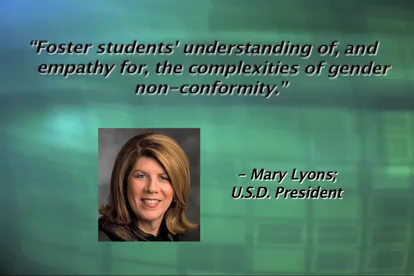 “Foster students’ understanding of, and
empathy for, the complexities of gender
non-conformity.”
- Mary Lyons;
U.S.D. President